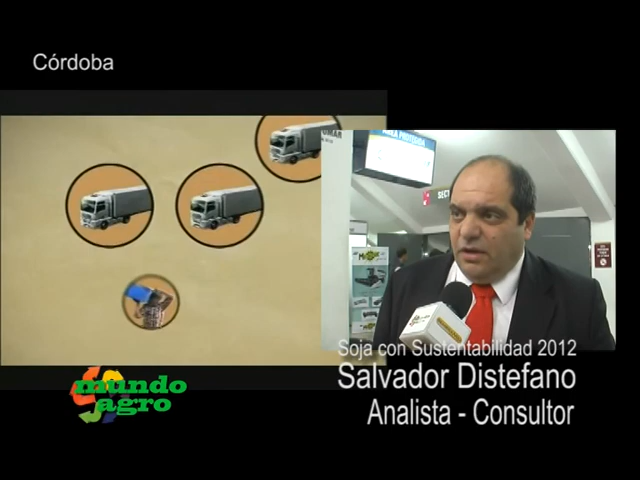 Córdoba
Soja con Sustentabilidad 2012
Salvador Distefano
Analista - Consultor
mundo
agro